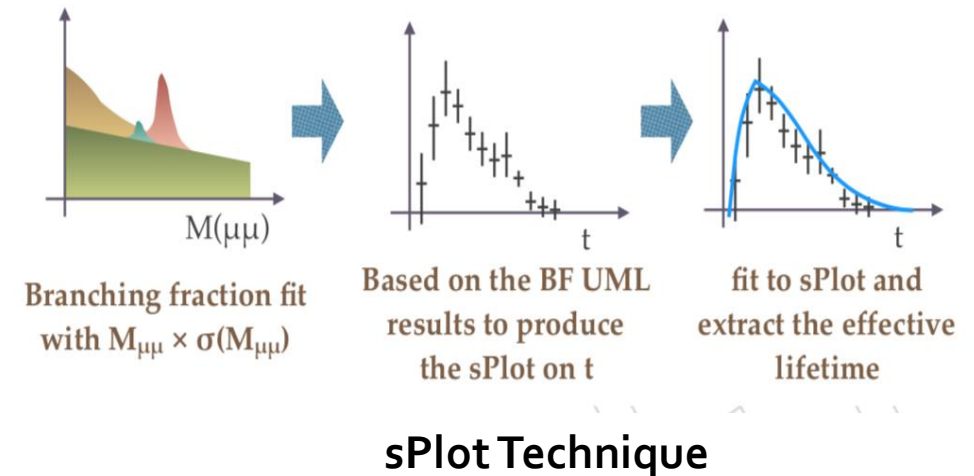 M(μμ)
Branching fraction fit
with Mμμ × σ(Mμμ)
t
Based on the BF UML
results to produce
the sPlot on t
t
fit to sPlot and
extract the effective
lifetime
sPlot Technique